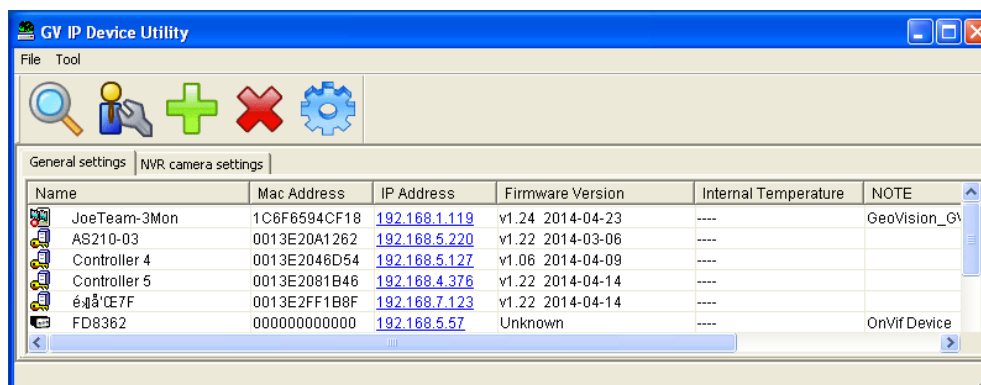 GV IP Device Utility
File Tool
General settings NVR camera settings
Name Mac Address IP Address Firmware Version Internal Temperature NOTE
JoeTeam-3Mon 1C6F6594CF18 192.168.1.119 v1.24 2014-04-23 ---- GeoVision_GV
AS210-03 0013E20A1262 192.168.5.220 v1.22 2014-03-06 ----
Controller 4 0013E2046D54 192.168.5.127 v1.06 2014-04-09 ----
Controller 5 0013E2081B46 192.168.4.376 v1.22 2014-04-14 ----
0013E2FF1B8F 192.168.7.123 v1.22 2014-04-14 ----
FD8362 000000000000 192.168.5.57 Unknown ---- OnVif Device